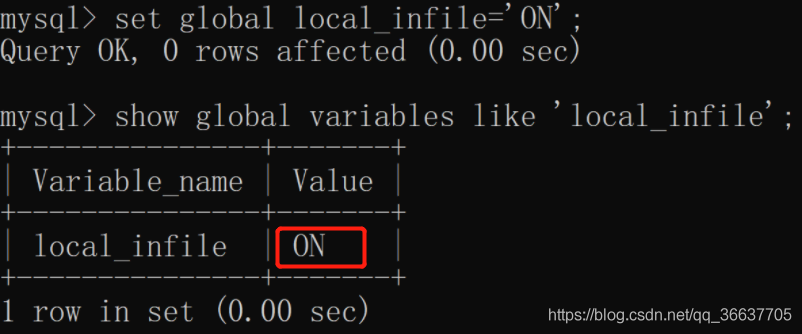 mysql> set global local_infile='ON';
Query OK, 0 rows affected (0.00 sec)
mysql> show global variables like 'local_infile';
+---------------+-------+
| Variable_name | Value |
+---------------+-------+
| local_infile | ON |
+---------------+-------+
1 row in set (0.00 sec)
https://blog.csdn.net/qq_36637705